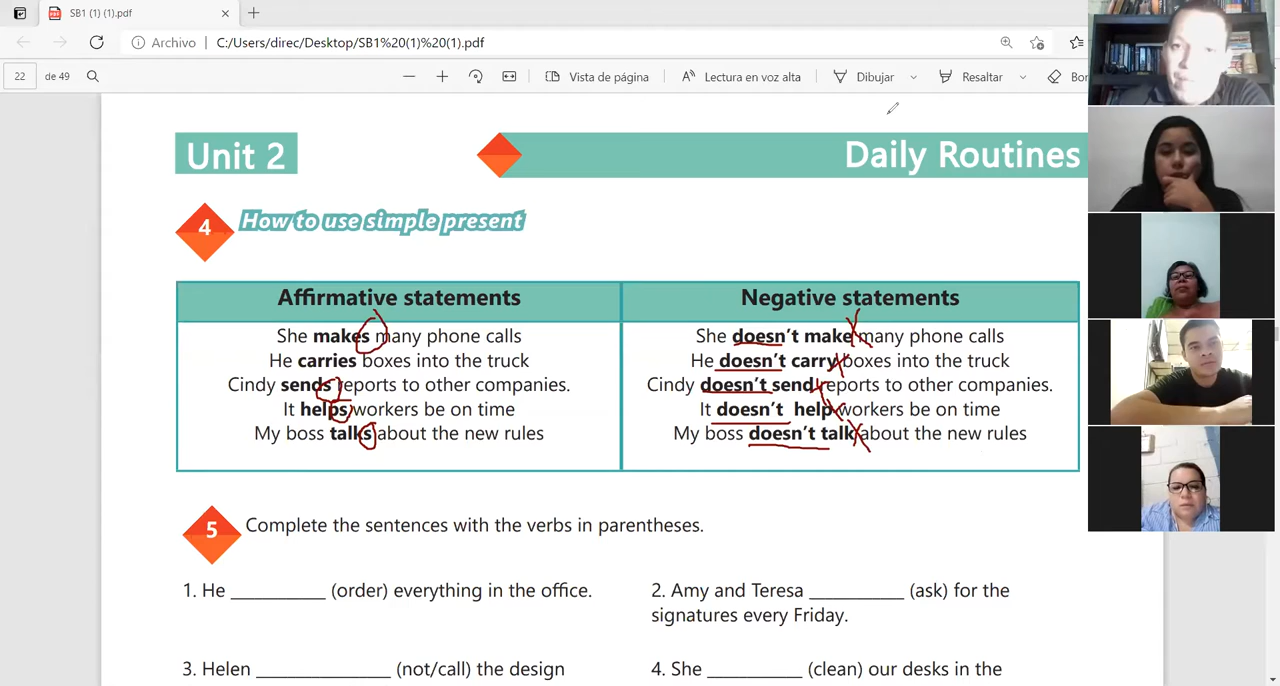 SB1 (1) (1).pdf
Archivo C:/Users/direc/Desktop/SB1%20(1)%20(1).pdf
22 de 49 Vista de página Lectura en voz alta Dibujar Resaltar Bor
Unit 2 Daily Routines
4 How to use simple present
Affirmative statements
She makes many phone calls
He carries boxes into the truck
Cindy sends reports to other companies.
It helps workers be on time
My boss talks about the new rules
Negative statements
She doesn't make many phone calls
He doesn't carry boxes into the truck
Cindy doesn't send reports to other companies.
It doesn't help workers be on time
My boss doesn't talk about the new rules
5 Complete the sentences with the verbs in parentheses.
1. He __________ (order) everything in the office.
2. Amy and Teresa __________ (ask) for the
signatures every Friday.
3. Helen ______________ (not/call) the design
4. She __________ (clean) our desks in the